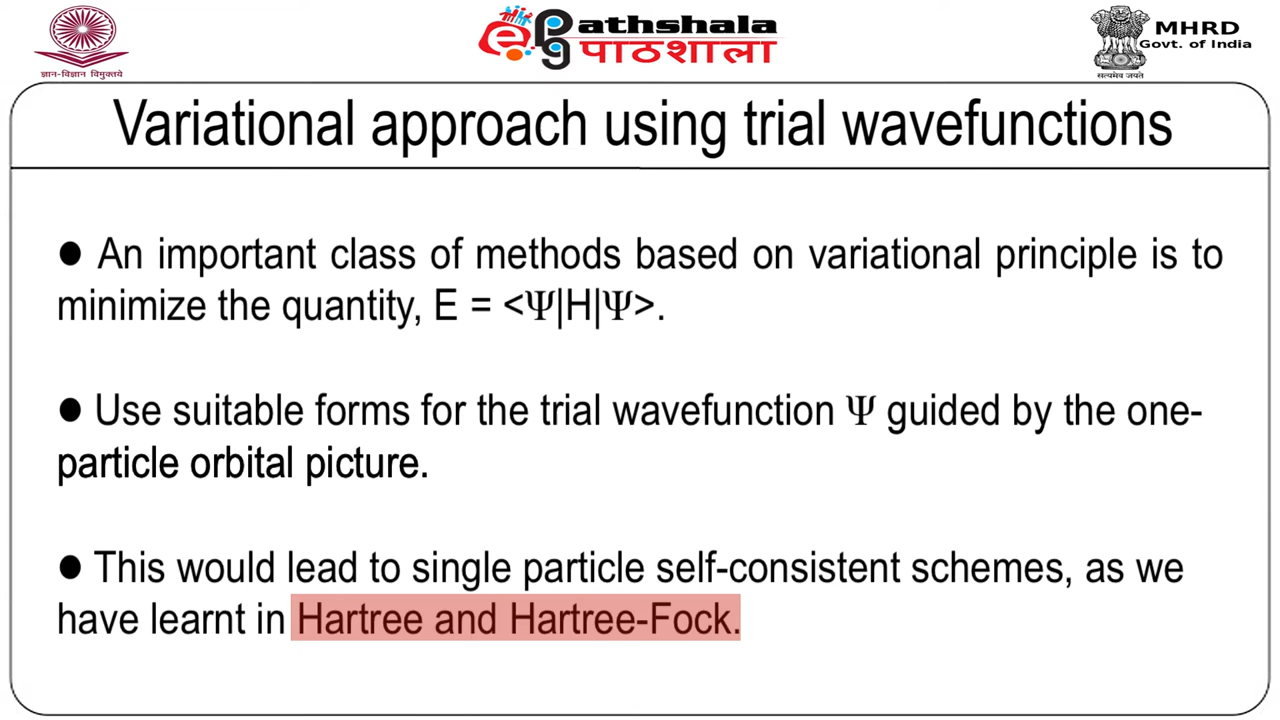 ज्ञान-विज्ञान विमुक्तये
Pathshala
पाठशाला
MHRD
Govt. of India
सत्यमेव जयते
Variational approach using trial wavefunctions
● An important class of methods based on variational principle is to
minimize the quantity, E = <Ψ|H|Ψ>.
● Use suitable forms for the trial wavefunction Ψ guided by the one-
particle orbital picture.
● This would lead to single particle self-consistent schemes, as we
have learnt in Hartree and Hartree-Fock.